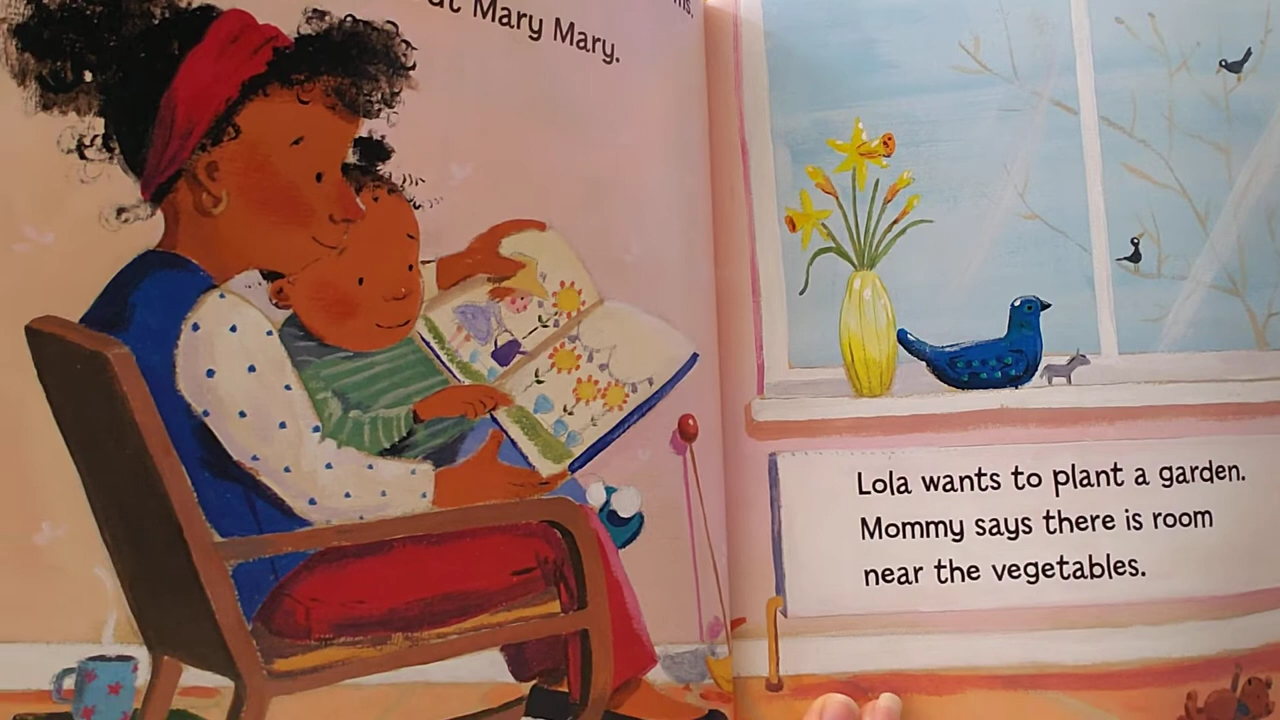 Mary Mary.
Lola wants to plant a garden.
Mommy says there is room
near the vegetables.